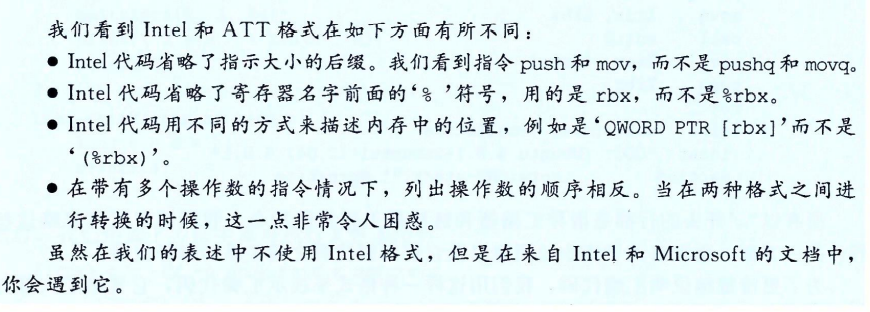 我们看到 Intel 和 ATT 格式在如下方面有所不同：
● Intel 代码省略了指示大小的后缀。我们看到指令 push 和 mov，而不是 pushq 和 movq。
● Intel 代码省略了寄存器名字前面的‘% ’符号，用的是 rbx，而不是%rbx。
● Intel 代码用不同的方式来描述内存中的位置，例如是‘QWORD PTR [rbx]’而不是
‘(%rbx)’。
● 在带有多个操作数的指令情况下，列出操作数的顺序相反。当在两种格式之间进
行转换的时候，这一点非常令人困惑。
虽然在我们的表述中不使用 Intel 格式，但是在来自 Intel 和 Microsoft 的文档中，
你会遇到它。